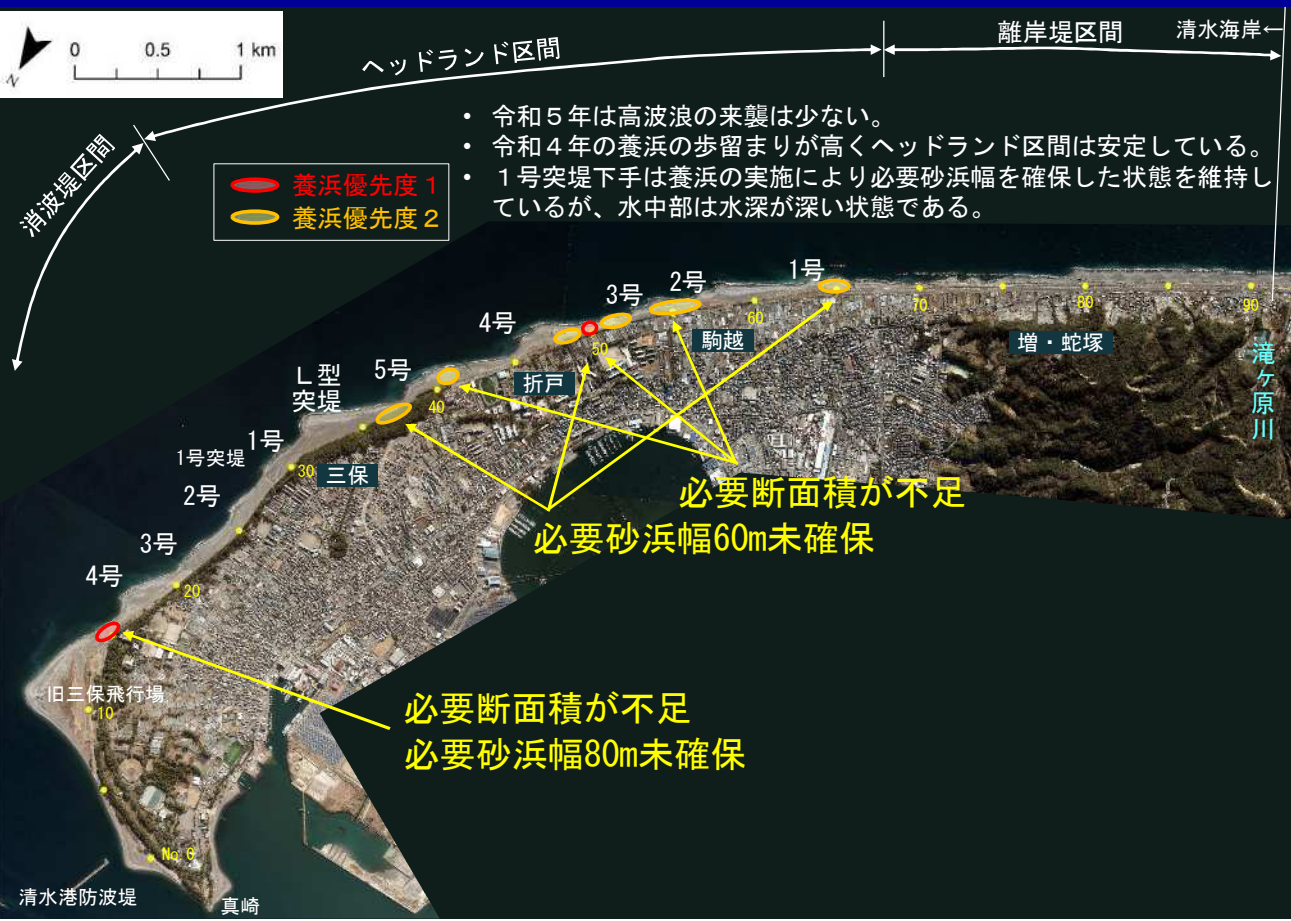 離岸堤区間
清水海岸←
ヘッドランド区間
消波堤区間
N
0 0.5 1 km
・ 令和５年は高波浪の来襲は少ない。
・ 令和４年の養浜の歩留まりが高くヘッドランド区間は安定している。
・ １号突堤下手は養浜の実施により必要砂浜幅を確保した状態を維持し
ているが、水中部は水深が深い状態である。
養浜優先度１
養浜優先度２
1号
2号
3号
4号
5号
Ｌ型
突堤
1号
1号突堤
2号
3号
4号
90
80
70
60
50
40
30
20
10
No.0
増・蛇塚
駒越
折戸
三保
滝ヶ原川
必要断面積が不足
必要砂浜幅60m未確保
必要断面積が不足
必要砂浜幅80m未確保
旧三保飛行場
清水港防波堤
真崎